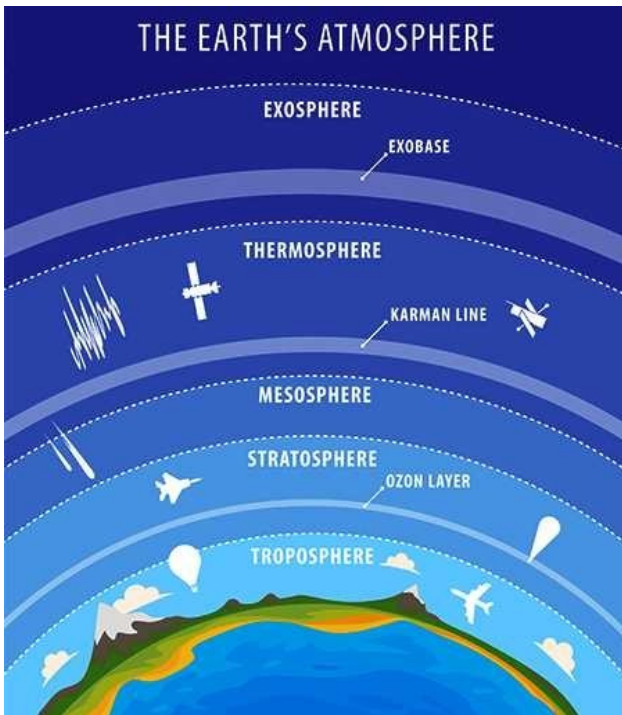 THE EARTH'S ATMOSPHERE
EXOSPHERE
EXOBASE
THERMOSPHERE
KARMAN LINE
MESOSPHERE
STRATOSPHERE
OZON LAYER
TROPOSPHERE